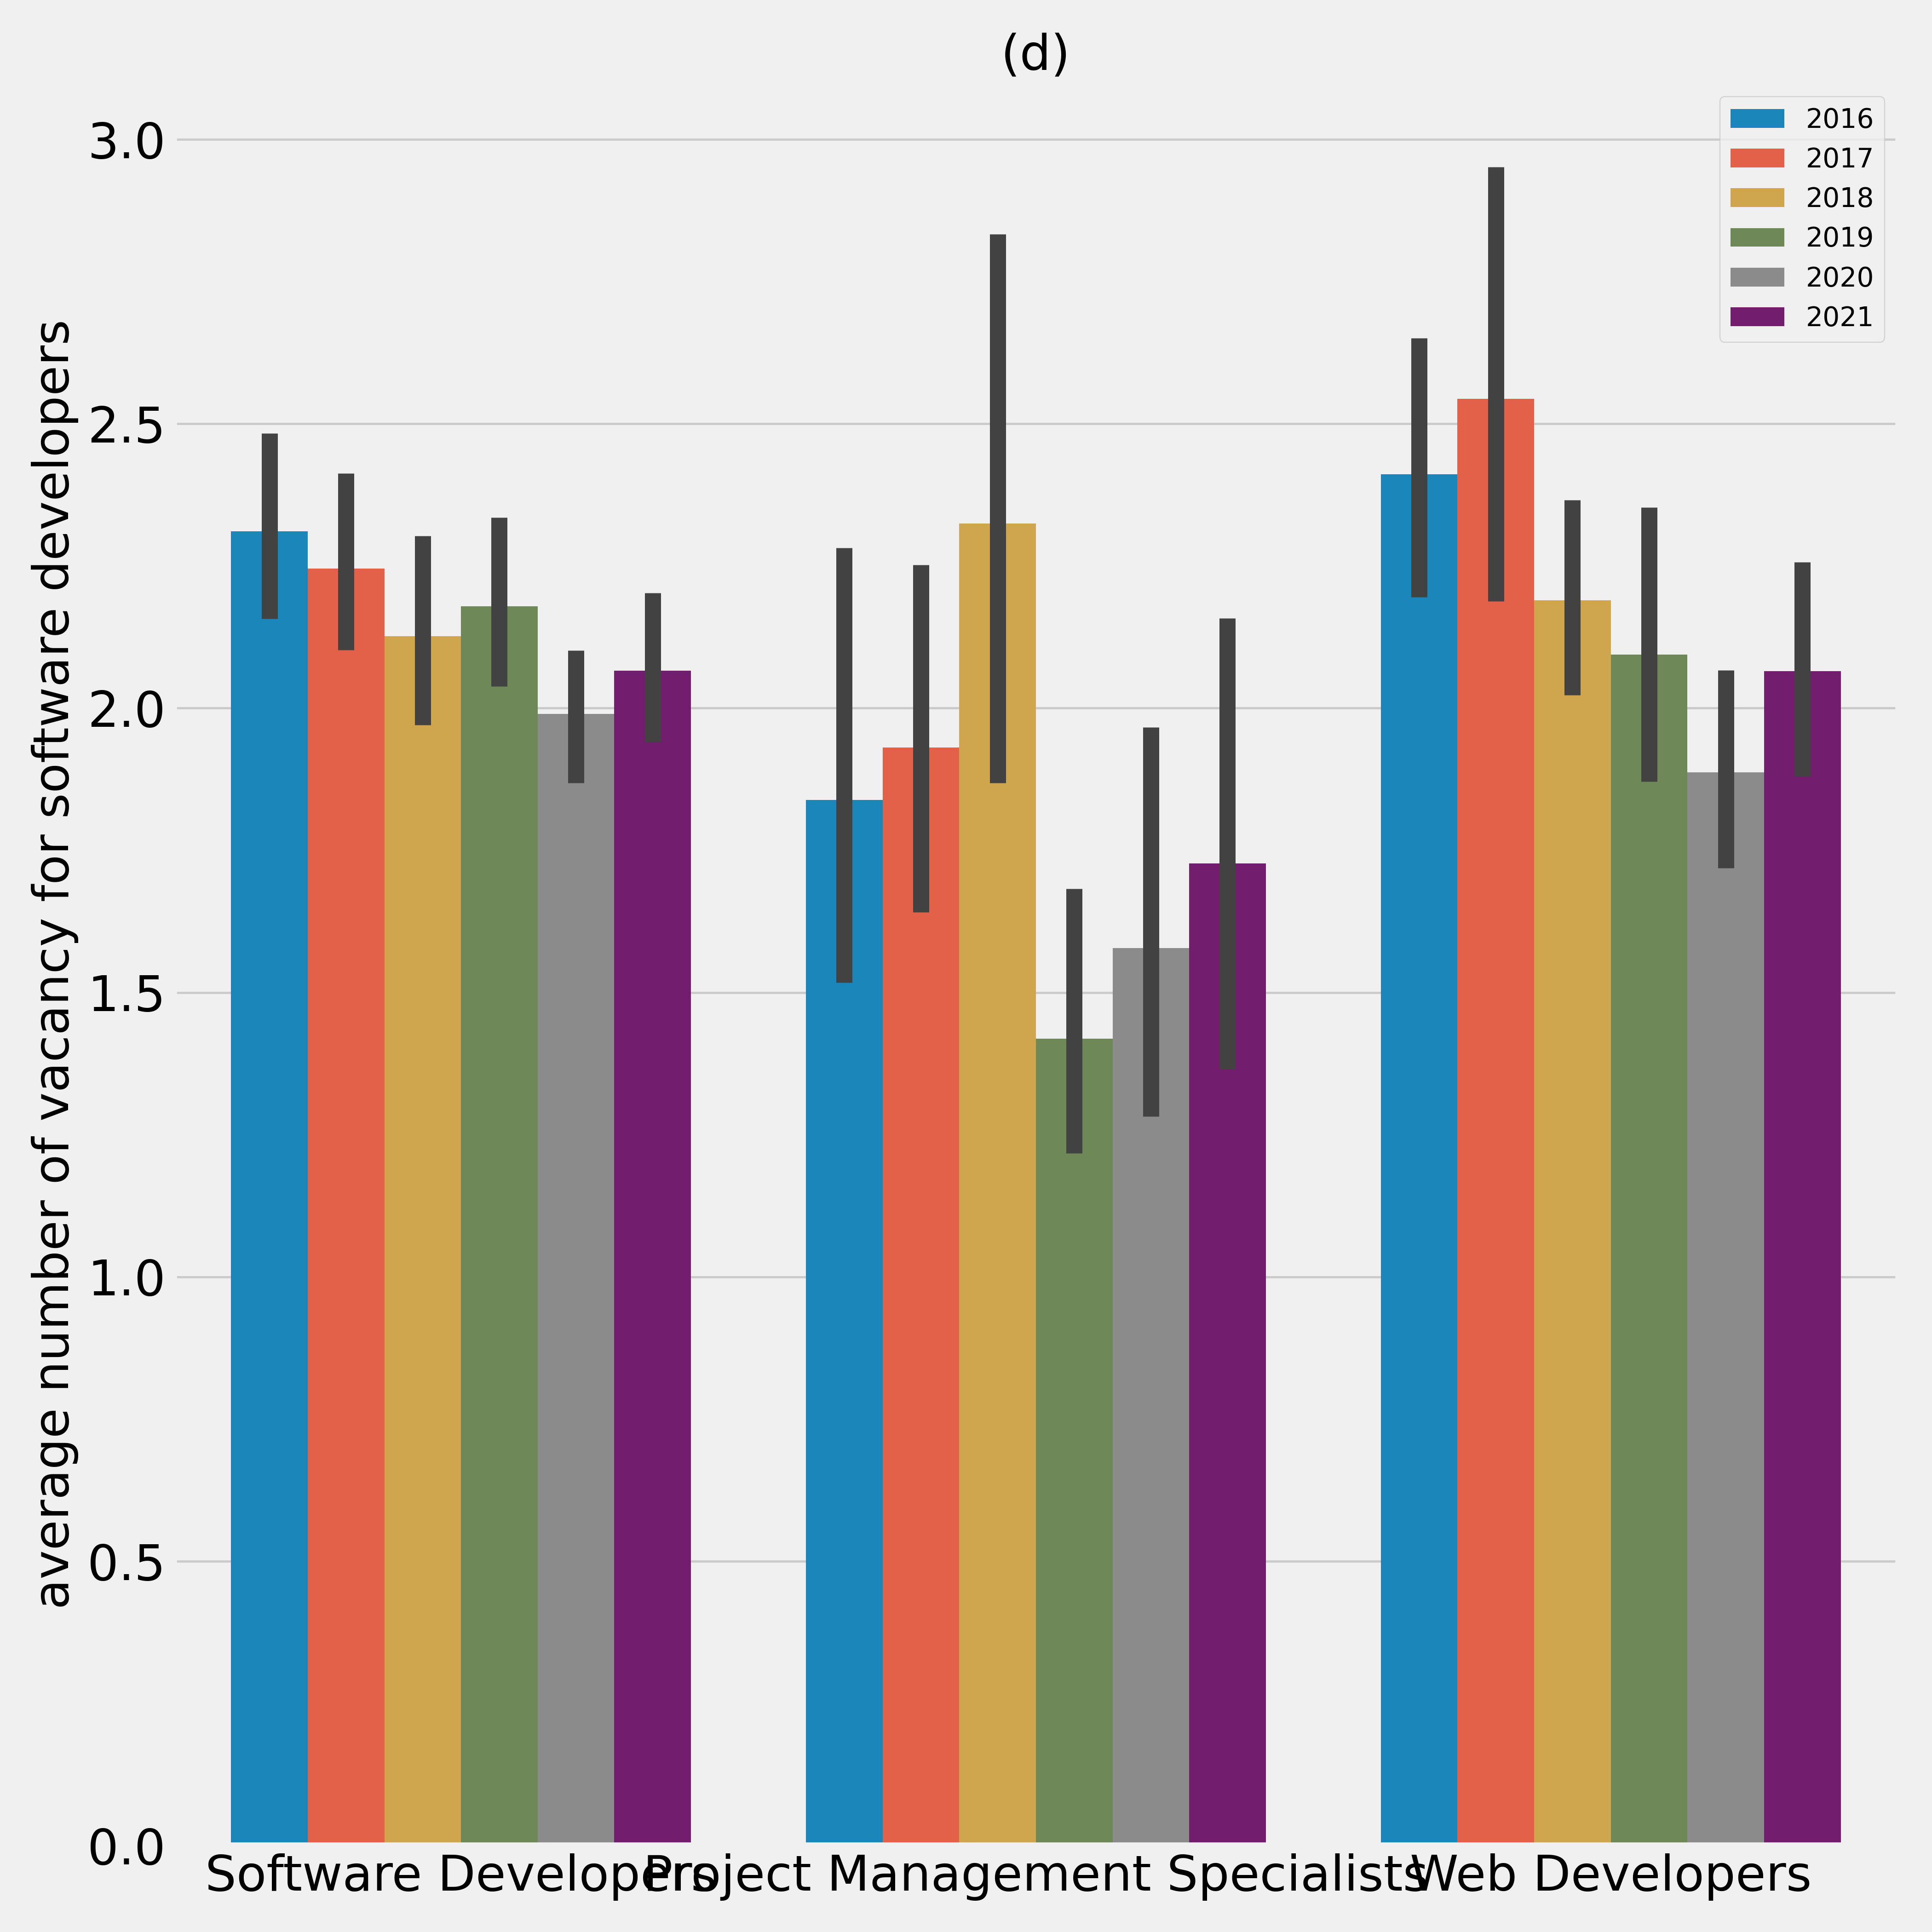 (d)
2016
2017
2018
2019
2020
2021
average number of vacancy for software developers
3.0
2.5
2.0
1.5
1.0
0.5
0.0
Software Developers
Project Management Specialists
Web Developers